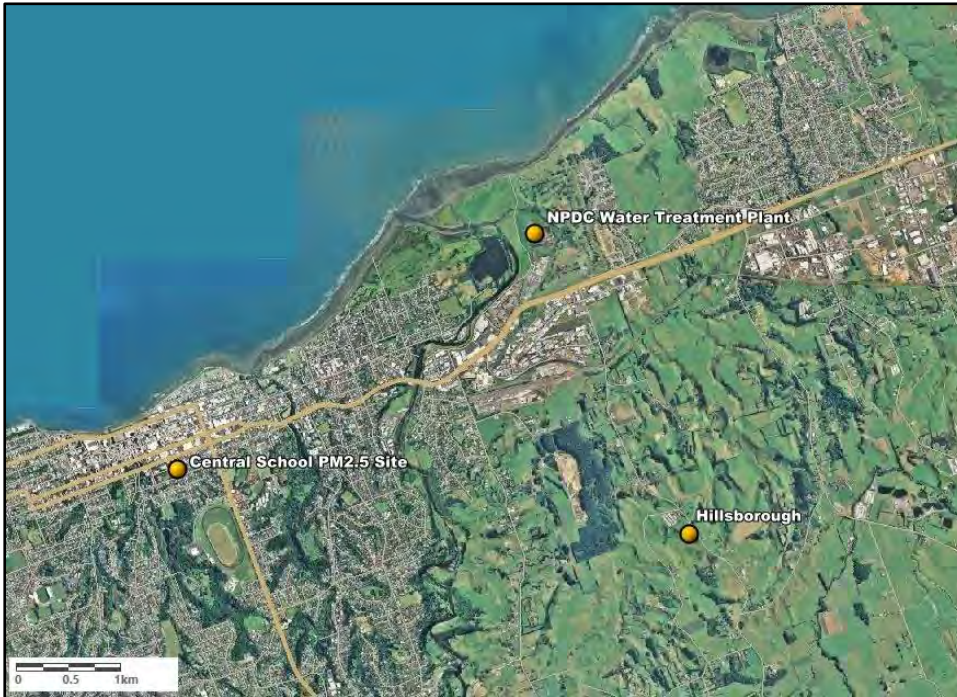 NPDC Water Treatment Plant
Central School PM2.5 Site
Hillsborough
0 0.5 1km